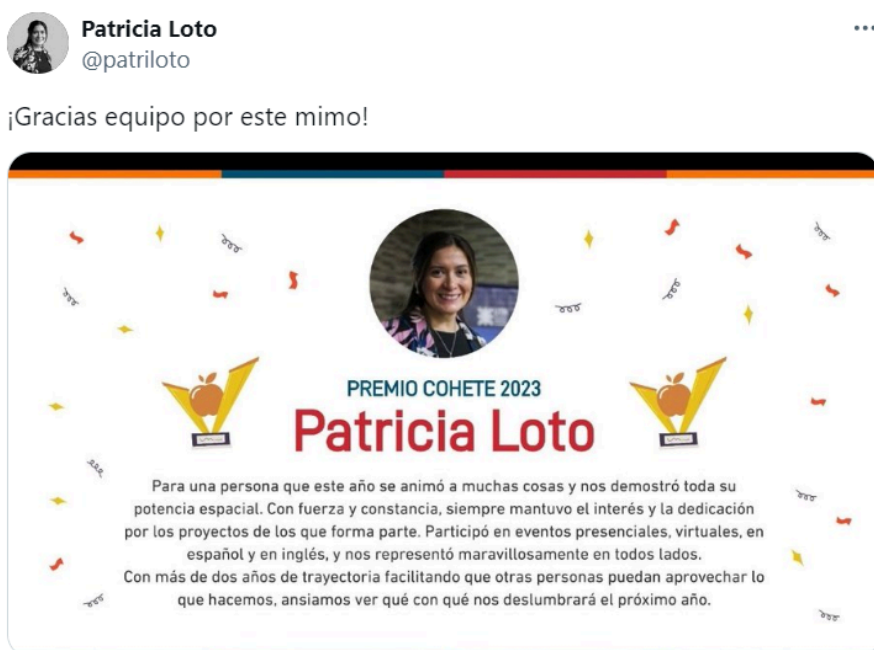 Patricia Loto
@patriloto
¡Gracias equipo por este mimo!
PREMIO COHETE 2023
Patricia Loto
Para una persona que este año se animó a muchas cosas y nos demostró toda su
potencia espacial. Con fuerza y constancia, siempre mantuvo el interés y la dedicación
por los proyectos de los que forma parte. Participó en eventos presenciales, virtuales, en
español y en inglés, y nos representó maravillosamente en todos lados.
Con más de dos años de trayectoria facilitando que otras personas puedan aprovechar lo
que hacemos, ansiamos ver qué con qué nos deslumbrará el próximo año.